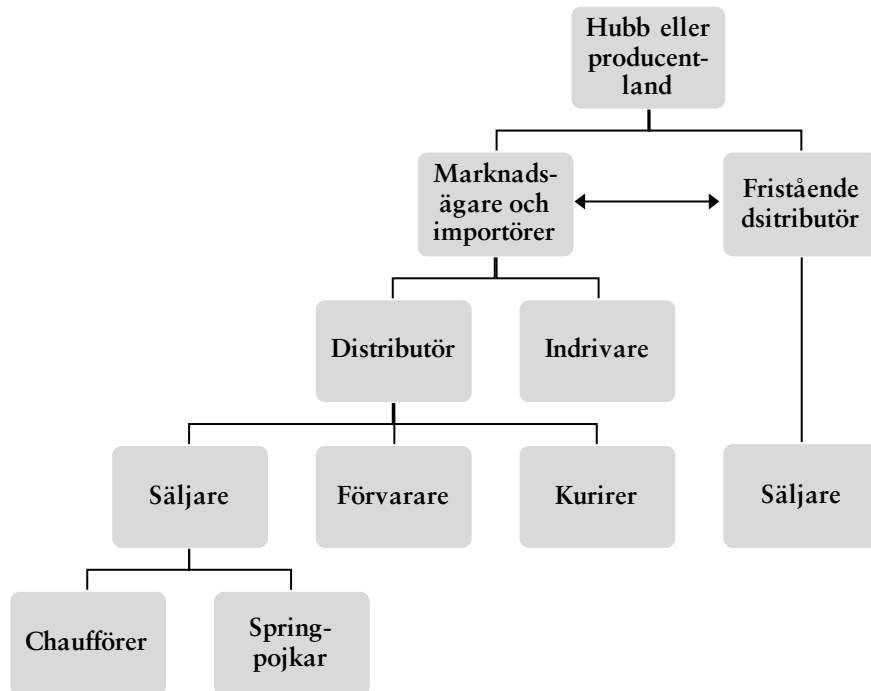 Hubb eller
producent-
land
Marknads-
ägare och
importörer
Fristående
dsitributör
Distributör
Indrivare
Säljare
Förvarare
Kurirer
Säljare
Chaufförer
Spring-
pojkar